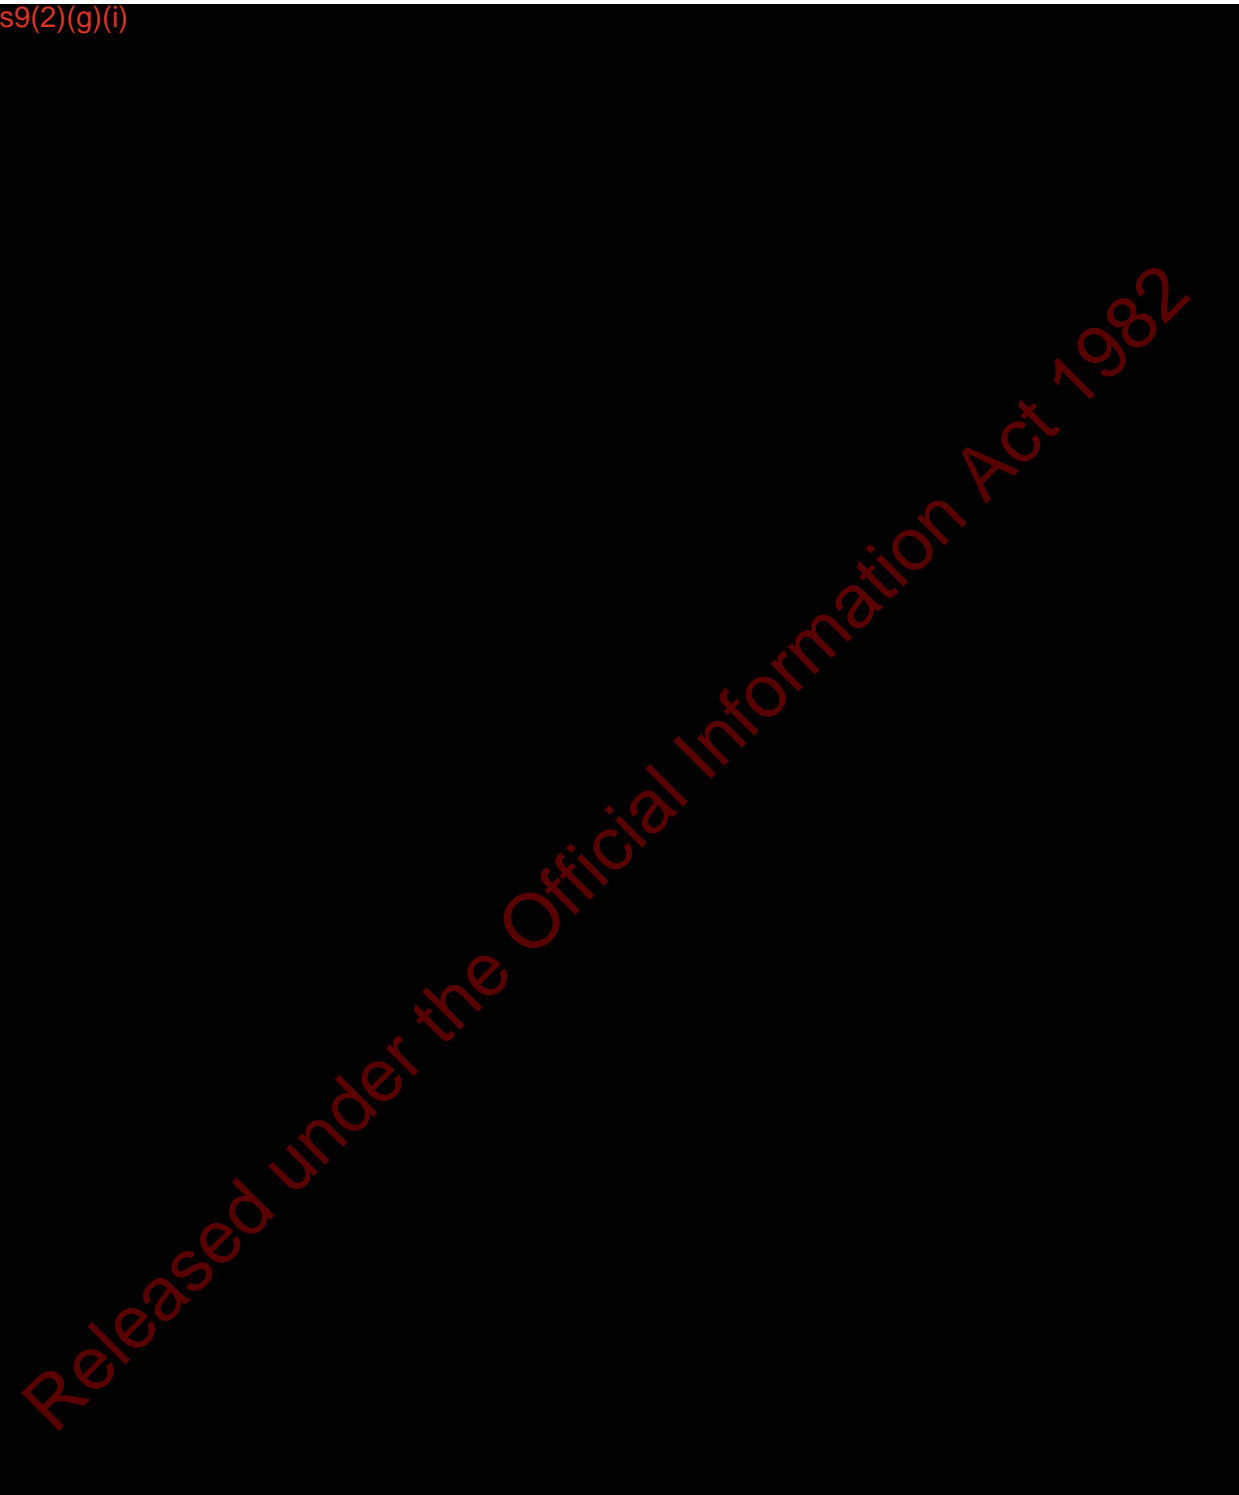 s9(2)(g)(i)
Released under the Official Information Act 1982